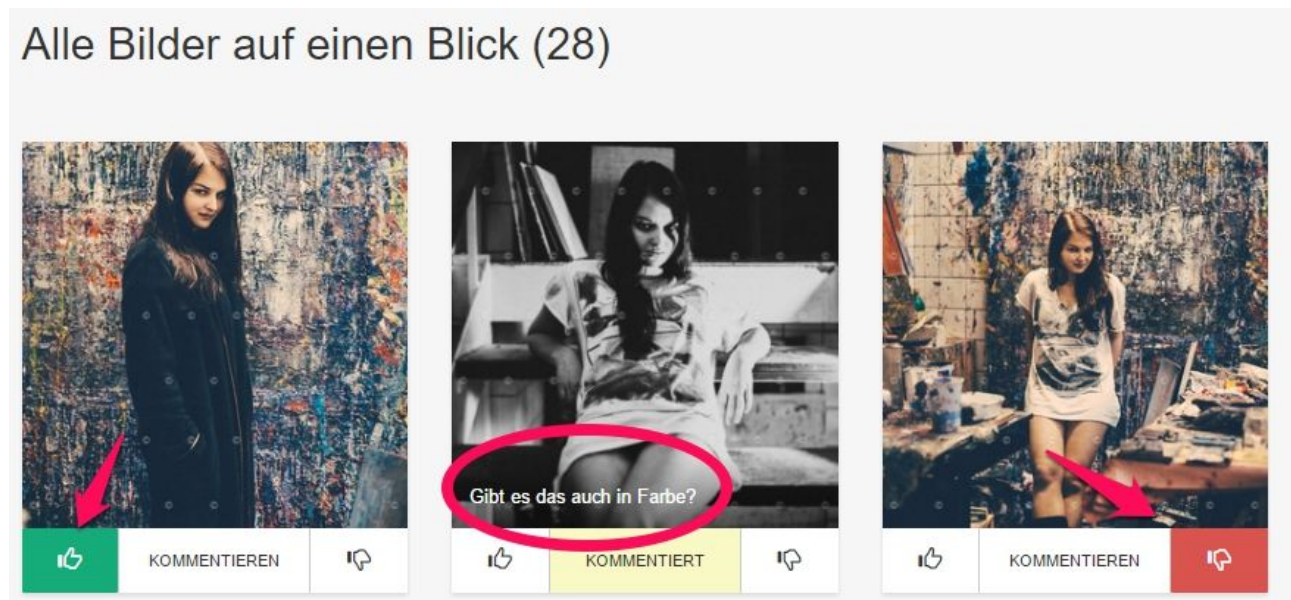 Alle Bilder auf einen Blick (28)
Gibt es das auch in Farbe?
KOMMENTIEREN
KOMMENTIERT
KOMMENTIEREN